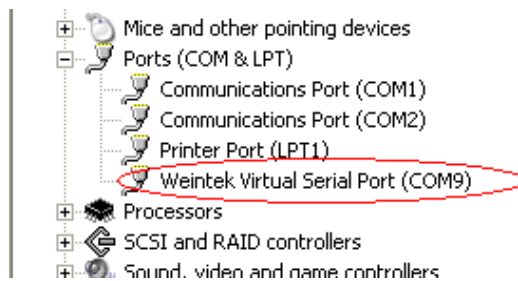 Mice and other pointing devices
Ports (COM & LPT)
Communications Port (COM1)
Communications Port (COM2)
Printer Port (LPT1)
Weintek Virtual Serial Port (COM9)
Processors
SCSI and RAID controllers
Sound, video and game controllers